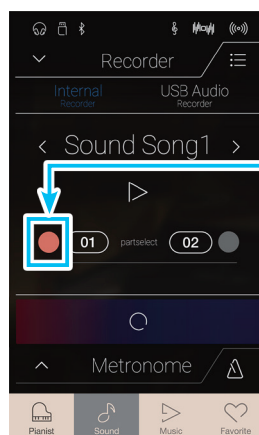 Recorder
Internal
Recorder
USB Audio
Recorder
Sound Song1
01 partselect 02
Metronome
Pianist Sound Music Favorite